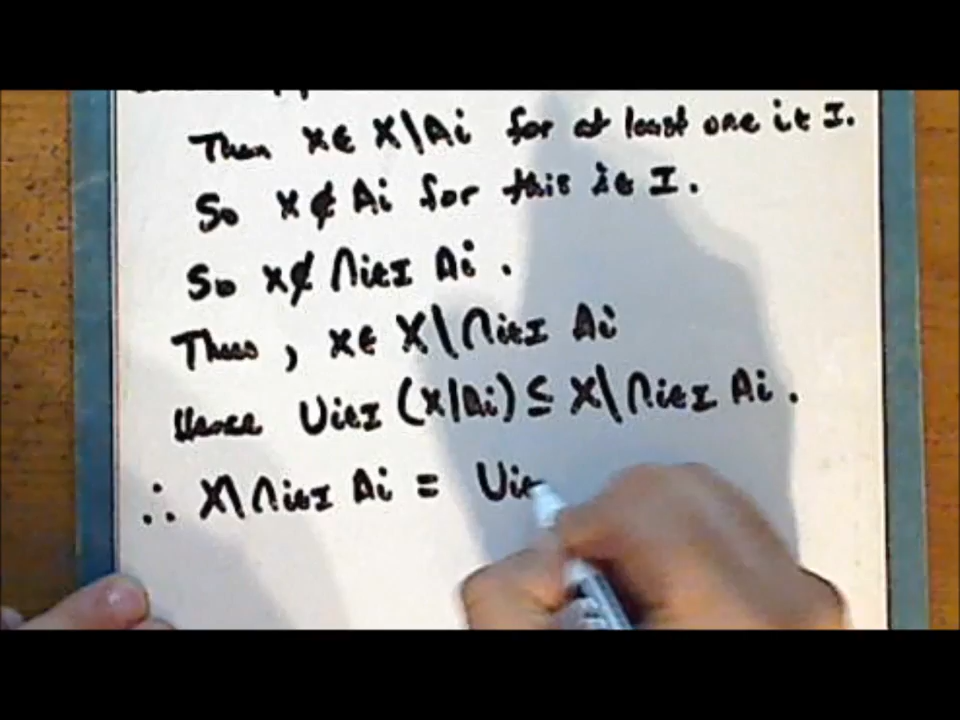 Then x∈ X\Ai for at least one i∈ I.
So x∉ Ai for this i∈ I.
So x∉ ∩i∈I Ai.
Thus, x∈ X\∩i∈I Ai
Hence ∪i∈I (X\Ai) ⊆ X\∩i∈I Ai.
∴ X\∩i∈I Ai = ∪i∈